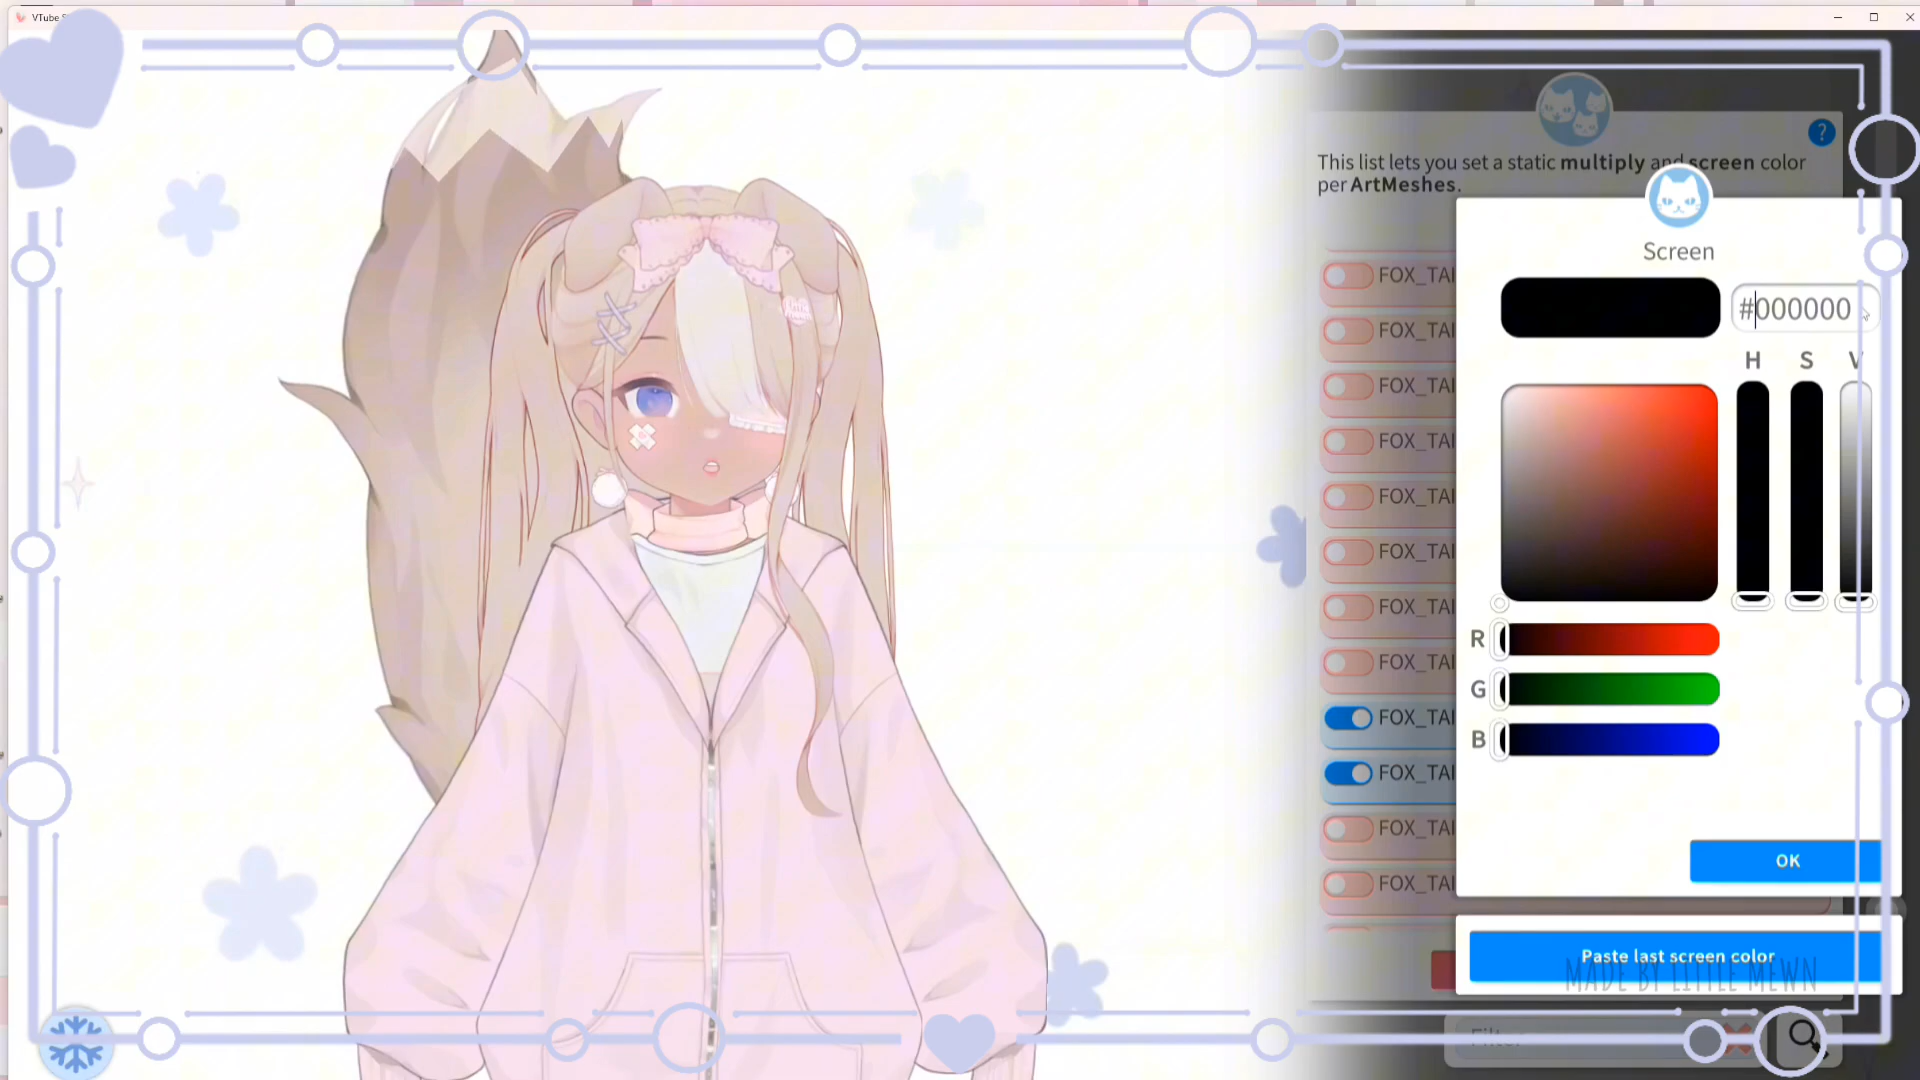 VTube S
?
This list lets you set a static multiply and screen color
per ArtMeshes.
Screen
#000000
H S V
FOX_TAI
FOX_TAI
FOX_TAI
FOX_TAI
FOX_TAI
FOX_TAI
FOX_TAI
FOX_TAI
FOX_TAI
FOX_TAI
FOX_TAI
FOX_TAI
R
G
B
OK
Paste last screen color
MADE BY LITTLE MEWN
Filter